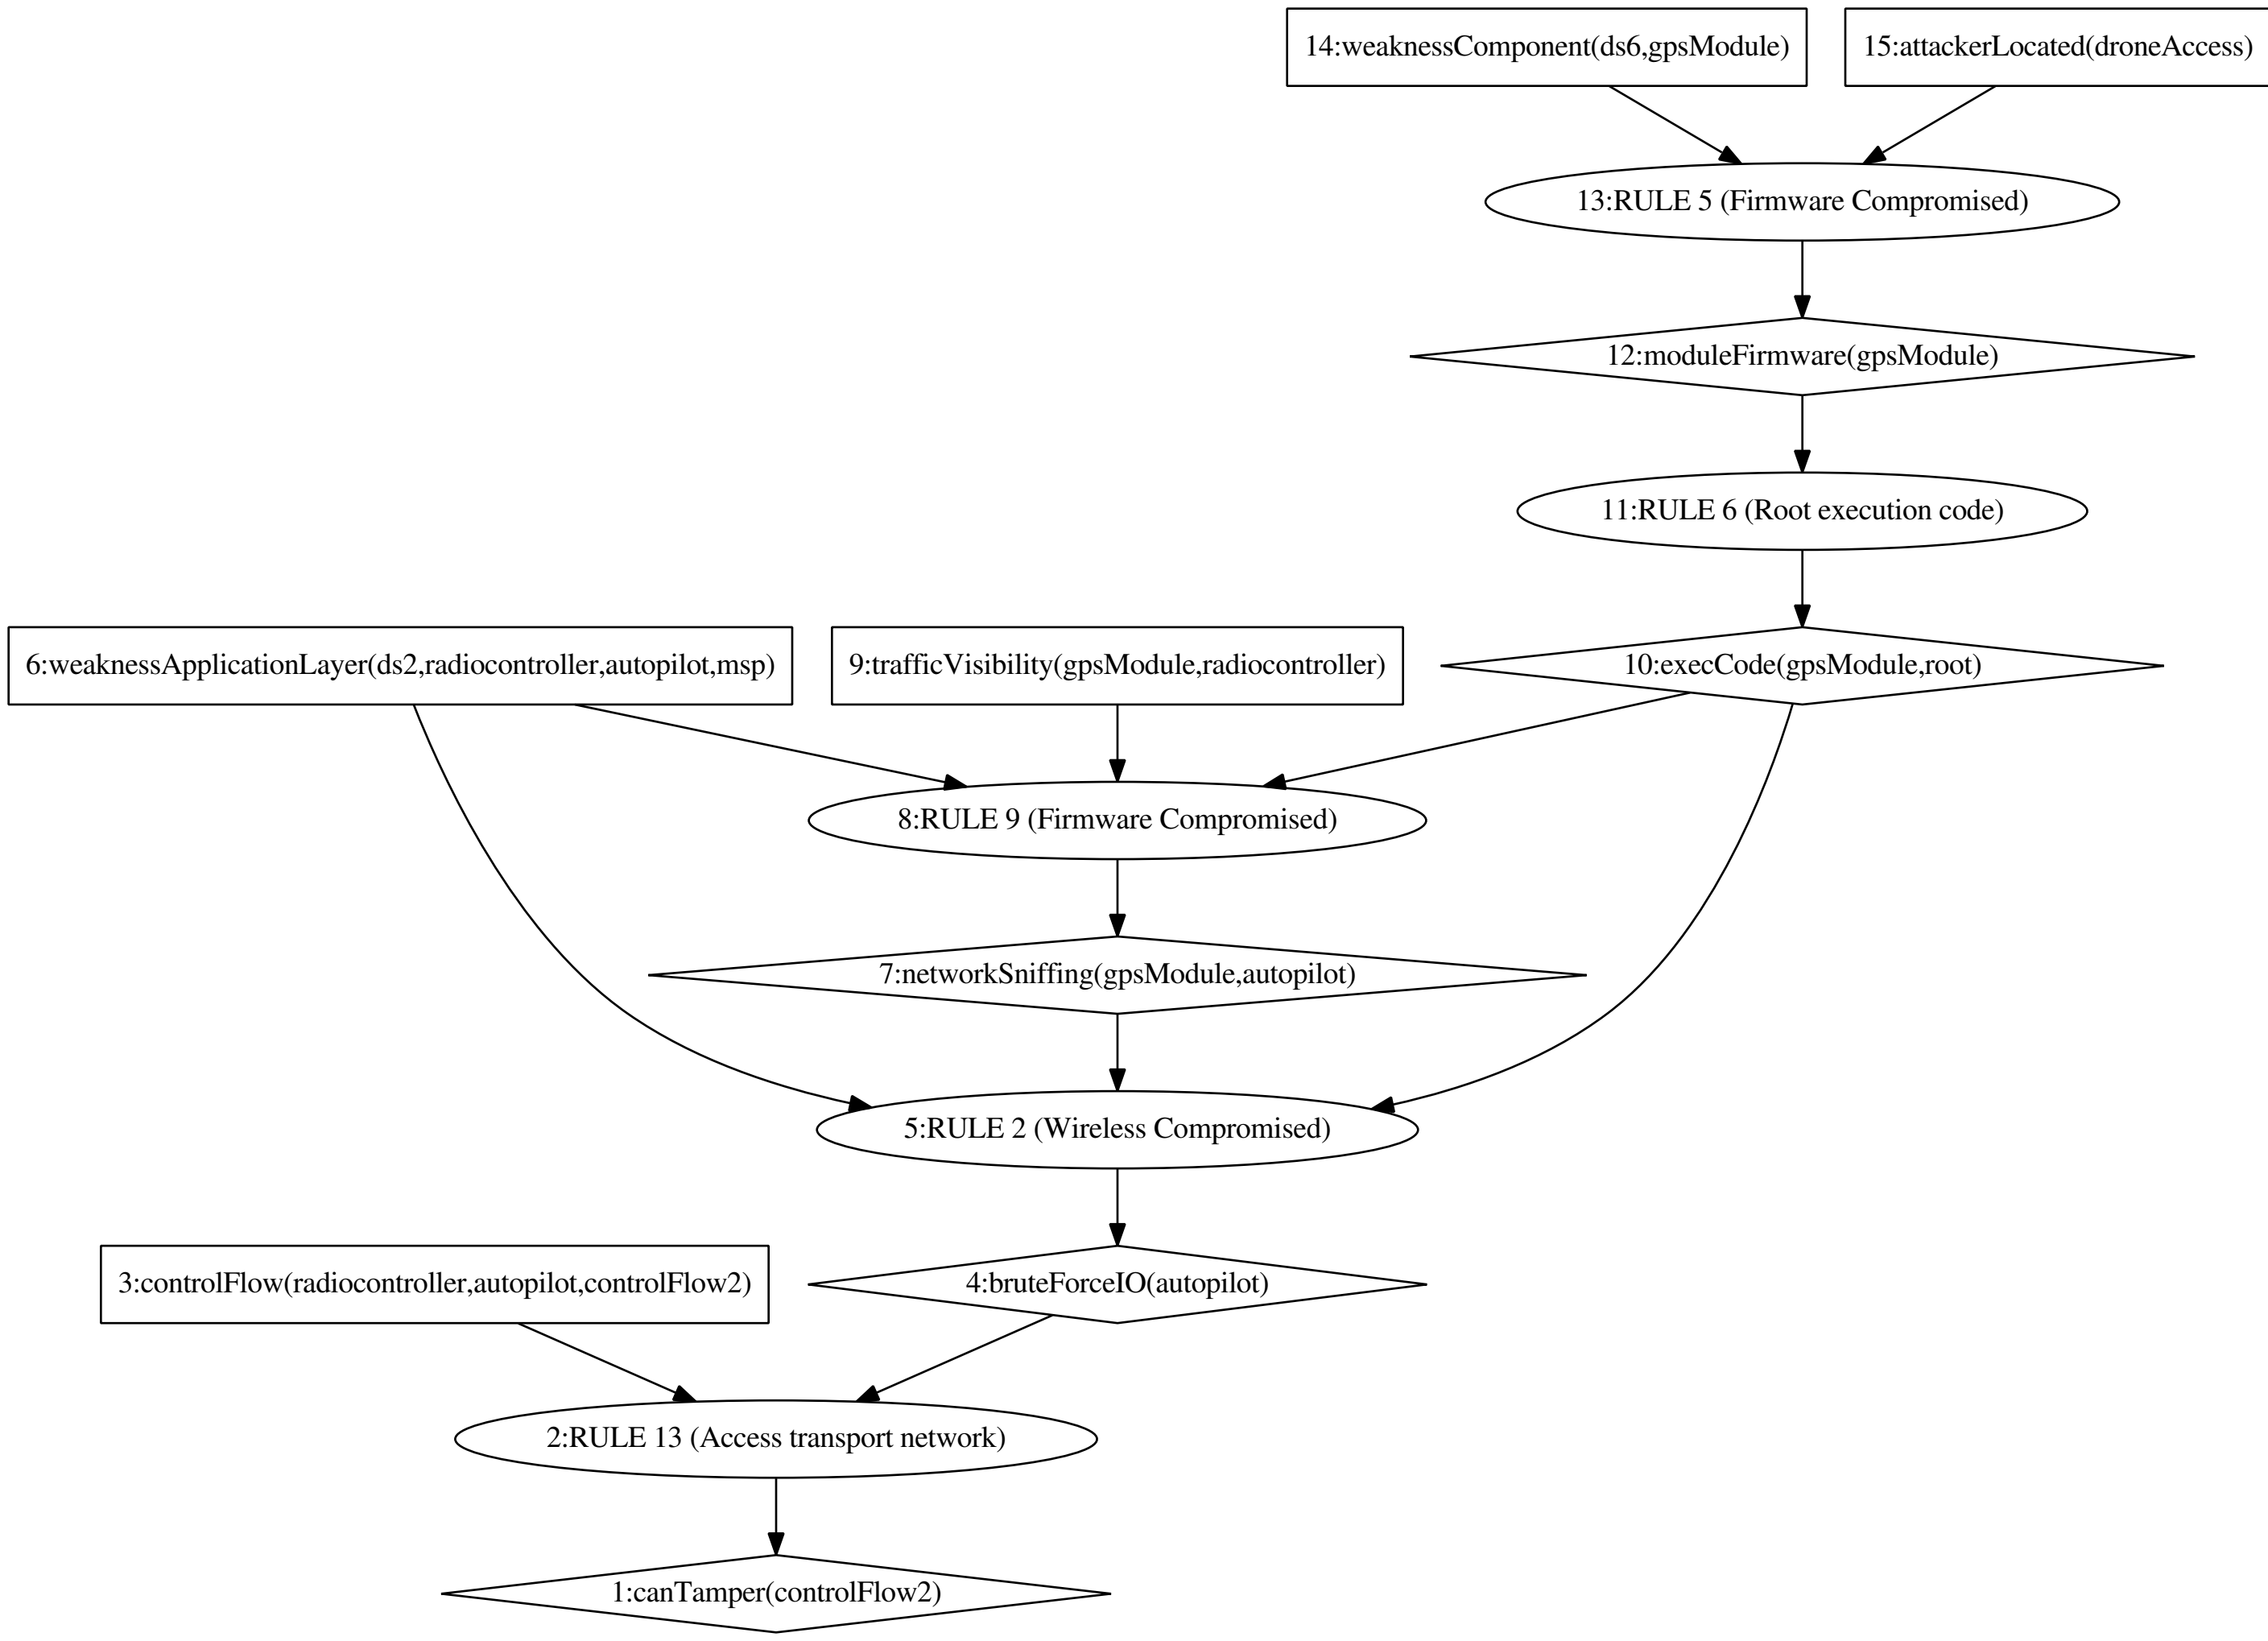 14:weaknessComponent(ds6,gpsModule)
15:attackerLocated(droneAccess)
13:RULE 5 (Firmware Compromised)
12:moduleFirmware(gpsModule)
11:RULE 6 (Root execution code)
6:weaknessApplicationLayer(ds2,radiocontroller,autopilot,msp)
9:trafficVisibility(gpsModule,radiocontroller)
10:execCode(gpsModule,root)
8:RULE 9 (Firmware Compromised)
7:networkSniffing(gpsModule,autopilot)
5:RULE 2 (Wireless Compromised)
3:controlFlow(radiocontroller,autopilot,controlFlow2)
4:bruteForceIO(autopilot)
2:RULE 13 (Access transport network)
1:canTamper(controlFlow2)